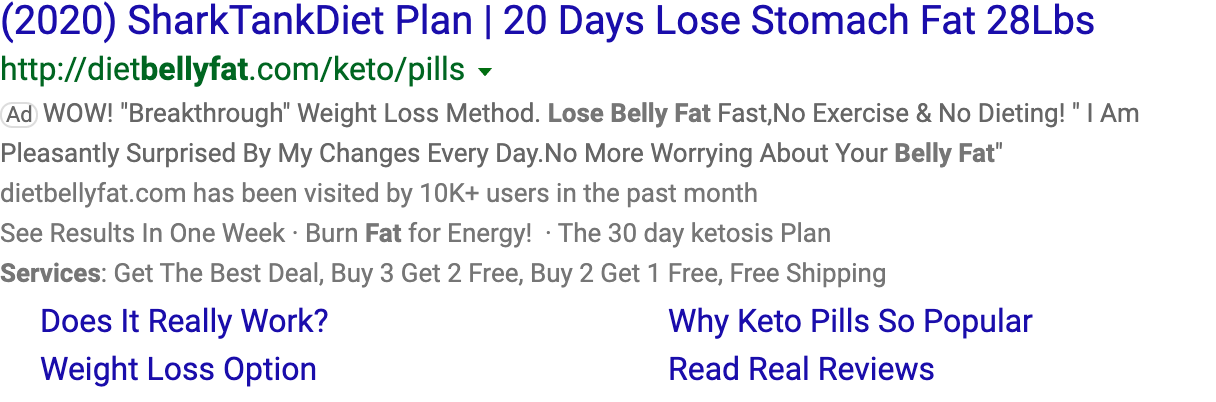 (2020) SharkTankDiet Plan | 20 Days Lose Stomach Fat 28Lbs
http://dietbellyfat.com/keto/pills
Ad WOW! "Breakthrough" Weight Loss Method. Lose Belly Fat Fast,No Exercise & No Dieting! " I Am
Pleasantly Surprised By My Changes Every Day.No More Worrying About Your Belly Fat"
dietbellyfat.com has been visited by 10K+ users in the past month
See Results In One Week · Burn Fat for Energy! · The 30 day ketosis Plan
Services: Get The Best Deal, Buy 3 Get 2 Free, Buy 2 Get 1 Free, Free Shipping
Does It Really Work? Why Keto Pills So Popular
Weight Loss Option Read Real Reviews